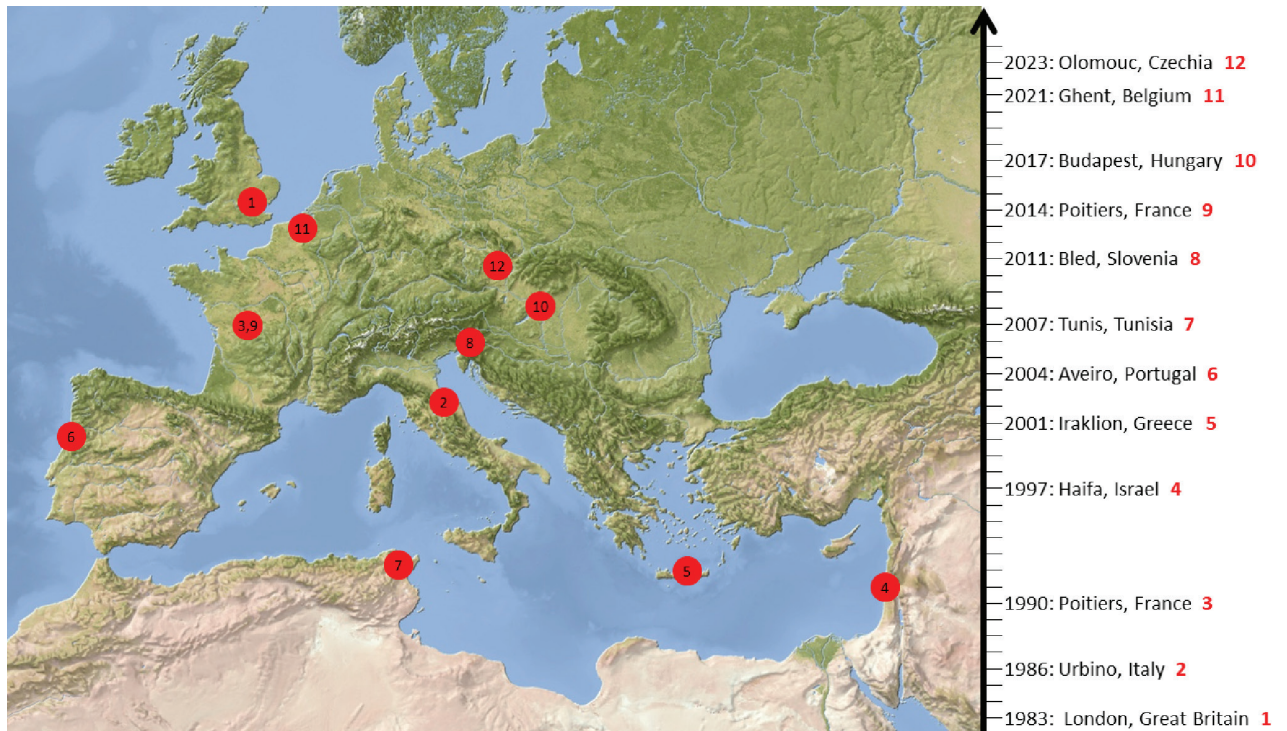 2023: Olomouc, Czechia 12
2021: Ghent, Belgium 11
2017: Budapest, Hungary 10
2014: Poitiers, France 9
2011: Bled, Slovenia 8
2007: Tunis, Tunisia 7
2004: Aveiro, Portugal 6
2001: Iraklion, Greece 5
1997: Haifa, Israel 4
1990: Poitiers, France 3
1986: Urbino, Italy 2
1983: London, Great Britain 1
1
11
12
10
3,9
8
2
6
7
5
4